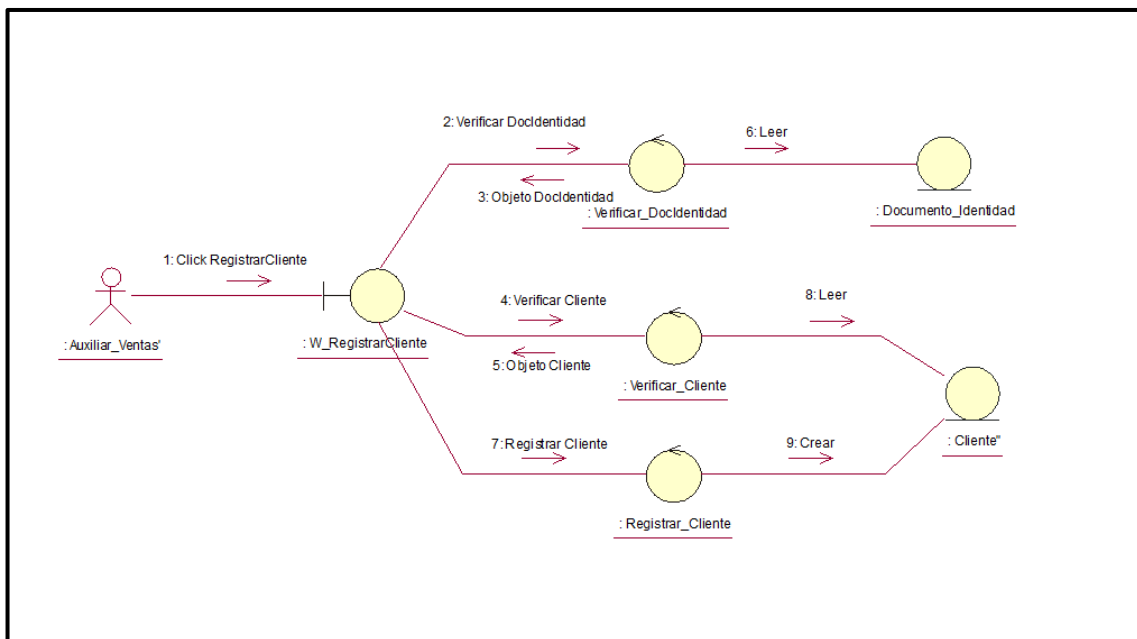 2: Verificar DocIdentidad
6: Leer
3: Objeto DocIdentidad
: Verificar_DocIdentidad
: Documento_Identidad
1: Click RegistrarCliente
: Auxiliar_Ventas'
: W_RegistrarCliente
4: Verificar Cliente
8: Leer
5: Objeto Cliente
: Verificar_Cliente
: Cliente"
7: Registrar Cliente
9: Crear
: Registrar_Cliente